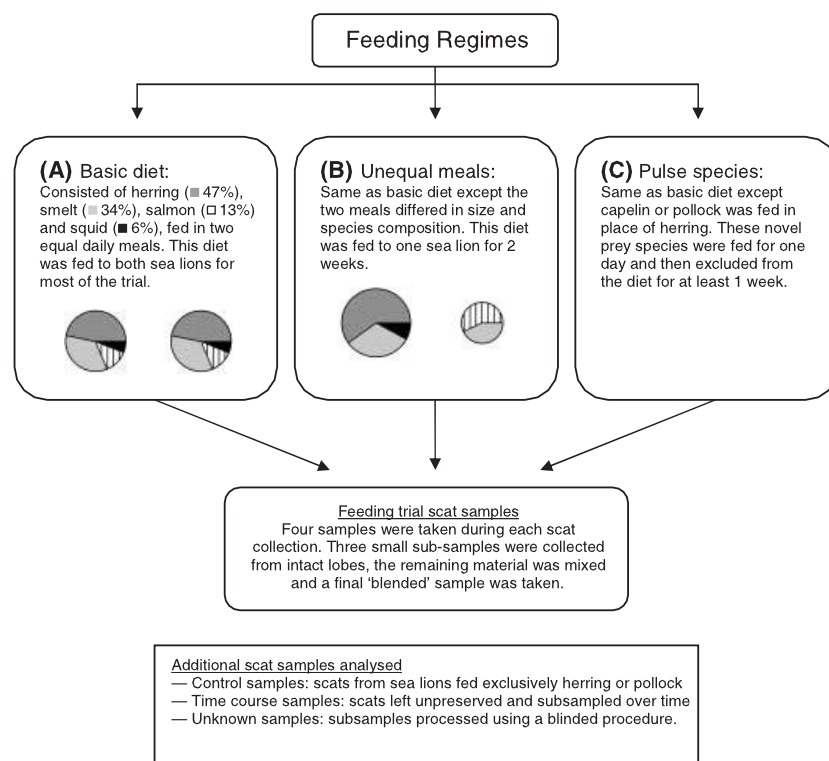 Feeding Regimes
(A) Basic diet:
Consisted of herring (■ 47%),
smelt (■ 34%), salmon (□ 13%)
and squid (■ 6%), fed in two
equal daily meals. This diet
was fed to both sea lions for
most of the trial.
(B) Unequal meals:
Same as basic diet except the
two meals differed in size and
species composition. This diet
was fed to one sea lion for 2
weeks.
(C) Pulse species:
Same as basic diet except
capelin or pollock was fed in
place of herring. These novel
prey species were fed for one
day and then excluded from
the diet for at least 1 week.
Feeding trial scat samples
Four samples were taken during each scat
collection. Three small sub-samples were collected
from intact lobes, the remaining material was mixed
and a final ‘blended’ sample was taken.
Additional scat samples analysed
— Control samples: scats from sea lions fed exclusively herring or pollock
— Time course samples: scats left unpreserved and subsampled over time
— Unknown samples: subsamples processed using a blinded procedure.